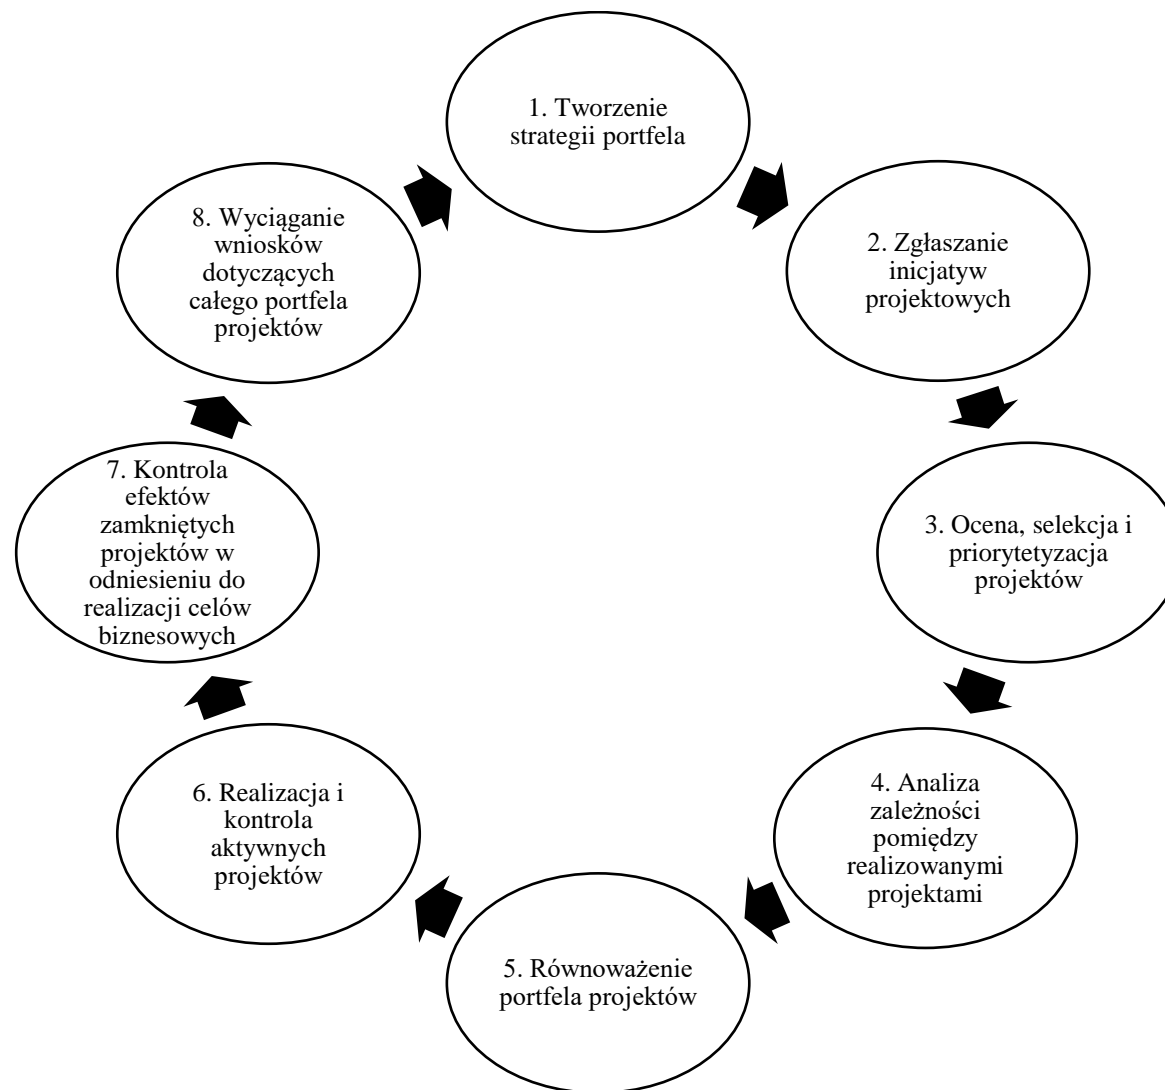 1. Tworzenie
strategii portfela
2. Zgłaszanie
inicjatyw
projektowych
3. Ocena, selekcja i
priorytetyzacja
projektów
4. Analiza
zależności
pomiędzy
realizowanymi
projektami
5. Równoważenie
portfela projektów
6. Realizacja i
kontrola
aktywnych
projektów
7. Kontrola
efektów
zamkniętych
projektów w
odniesieniu do
realizacji celów
biznesowych
8. Wyciąganie
wniosków
dotyczących
całego portfela
projektów